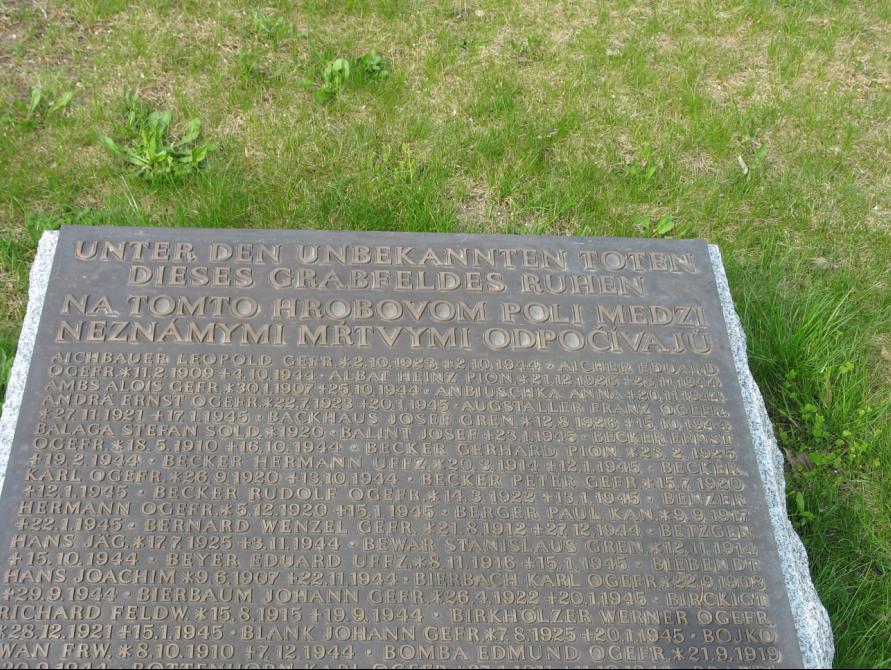 UNTER DEN UNBEKANNTEN TOTEN
DIESES GRABFELDES RUHEN
NA TOMTO HROBOVOM POLI MEDZI
NEZNÁMYMI MŔTVYMI ODPOČÍVAJÚ
AICHBAUER LEOPOLD GEFR.*2.10.1923+2.10.1944 · AICHER EDUARD
OGEFR.*11.2.1909+4.10.1944 · ALBAT HEINZ PION.*21.12.1926+28.11.1944
AMBS ALOIS GEFR.*30.1.1907+25.10.1944 · ANBIUSCHKA ANNA+20.11.1944
ANDRÄ ERNST OGEFR.*22.7.1923+20.1.1945 · AUGSTALLER FRANZ OGEFR.
*27.11.1921+17.1.1945 · BACKHAUS JOSEF GREN.*12.8.1926+15.10.1944
BALAGA STEFAN SOLD.*1920 · BALINT JOSEF+23.1.1945 · BECKER ERNST
OGEFR.*18.5.1910+16.10.1944 · BECKER GERHARD PION.*23.2.1925
+19.2.1944 · BECKER HERMANN UFFZ.*20.3.1914+12.1.1945 · BECKER
KARL OGEFR.*26.9.1920+13.10.1944 · BECKER PETER GEFR.*15.7.1920
+12.1.1945 · BECKER RUDOLF OGEFR.*14.3.1922+13.1.1945 · BENZER
HERMANN OGEFR.*5.12.1920+15.1.1945 · BERGER PAUL KAN.*9.9.1917
+22.1.1945 · BERNARD WENZEL GEFR.*21.8.1912+27.12.1944 · BETZGEN
HANS JÄG.*17.7.1925+3.11.1944 · BEWAR STANISLAUS GREN.*12.11.1914
+15.10.1944 · BEYER EDUARD UFFZ.*8.11.1916+15.1.1945 · BIEBENDT
HANS JOACHIM*9.6.1907+22.11.1944 · BIERBACH KARL OGEFR.*22.9.1908
+29.9.1944 · BIERBAUM JOHANN GEFR.*26.4.1922+20.1.1945 · BIRCKIGT
RICHARD FELDW.*15.8.1915+19.9.1944 · BIRKHOLZER WERNER OGEFR.
*28.12.1921+15.1.1945 · BLANK JOHANN GEFR.*7.8.1925+20.1.1945 · BOJKO
IWAN FRW.*8.10.1910+7.12.1944 · BOMBA EDMUND OGEFR.*21.9.1919
BOTTENHORN KARL OGEFR.